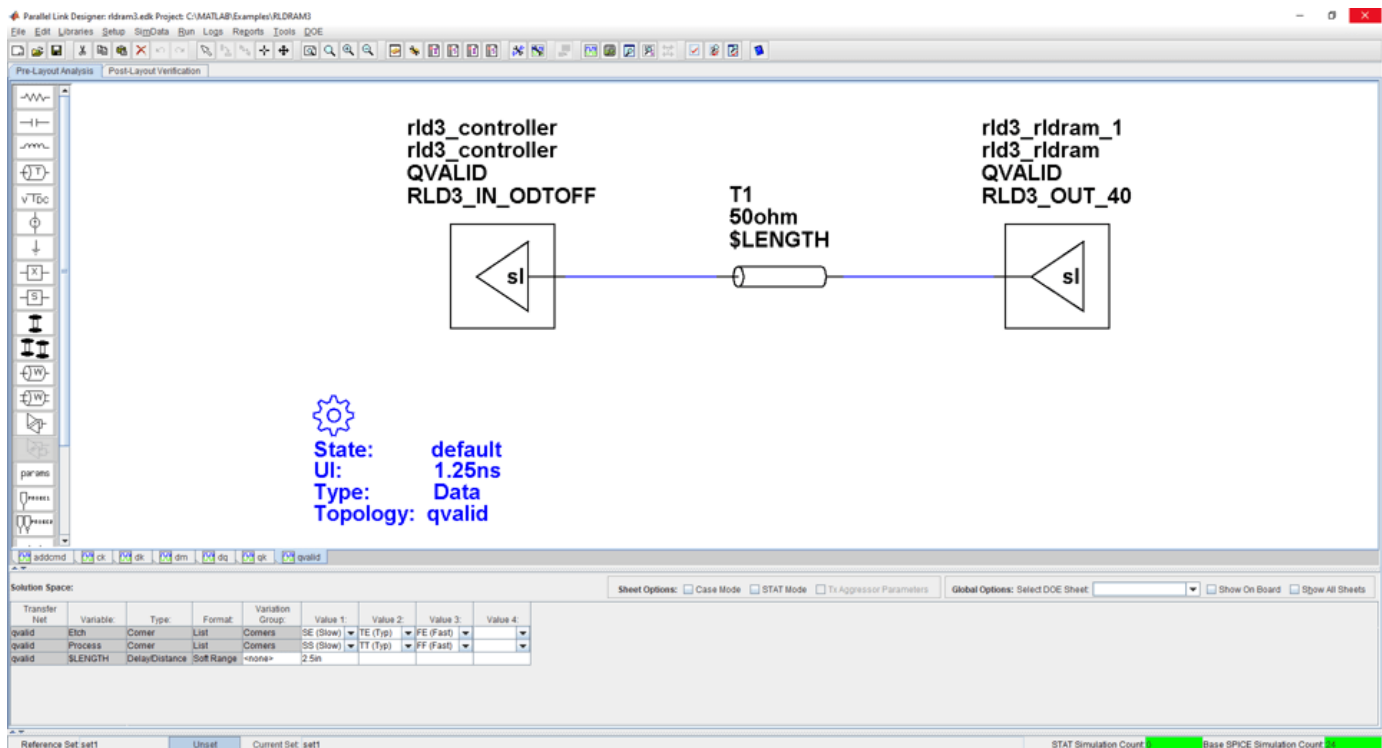 Parallel Link Designer: rldram3.edk Project: C:\MATLAB\Examples\RLDRAM3
File Edit Libraries Setup SimData Run Logs Reports Tools DOE
Pre-Layout Analysis Post-Layout Verification
rld3_controller
rld3_controller
QVALID
RLD3_IN_ODTOFF
T1
50ohm
$LENGTH
rld3_rldram_1
rld3_rldram
QVALID
RLD3_OUT_40
sl
sl
T
VTDC
X
S
W
W
params
State: default
UI: 1.25ns
Type: Data
Topology: qvalid
addcmd ck dk dm dq qk qvalid
Solution Space:
Sheet Options: Case Mode STAT Mode Tx Aggressor Parameters Global Options: Select DOE Sheet: Show On Board Show All Sheets
Transfer Net Variable: Type: Format: Variation Group: Value 1: Value 2: Value 3: Value 4:
qvalid Etch Corner List Corners SE (Slow) TE (Typ) FE (Fast)
qvalid Process Corner List Corners SS (Slow) TT (Typ) FF (Fast)
qvalid $LENGTH Delay/Distance Soft Range <none> 2.5in
Reference Set: set1 Unset Current Set: set1 STAT Simulation Count: 0 Base SPICE Simulation Count: 24